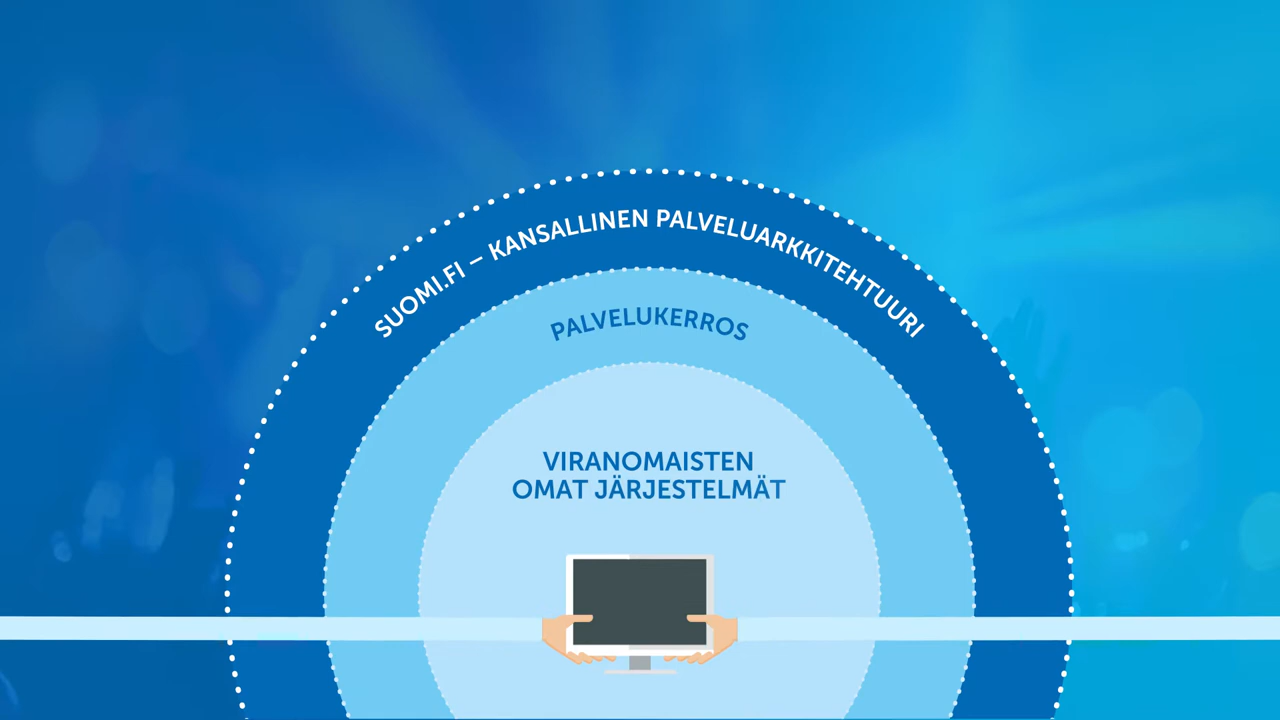 SUOMI.FI – KANSALLINEN PALVELUARKKITEHTUURI
PALVELUKERROS
VIRANOMAISTEN
OMAT JÄRJESTELMÄT